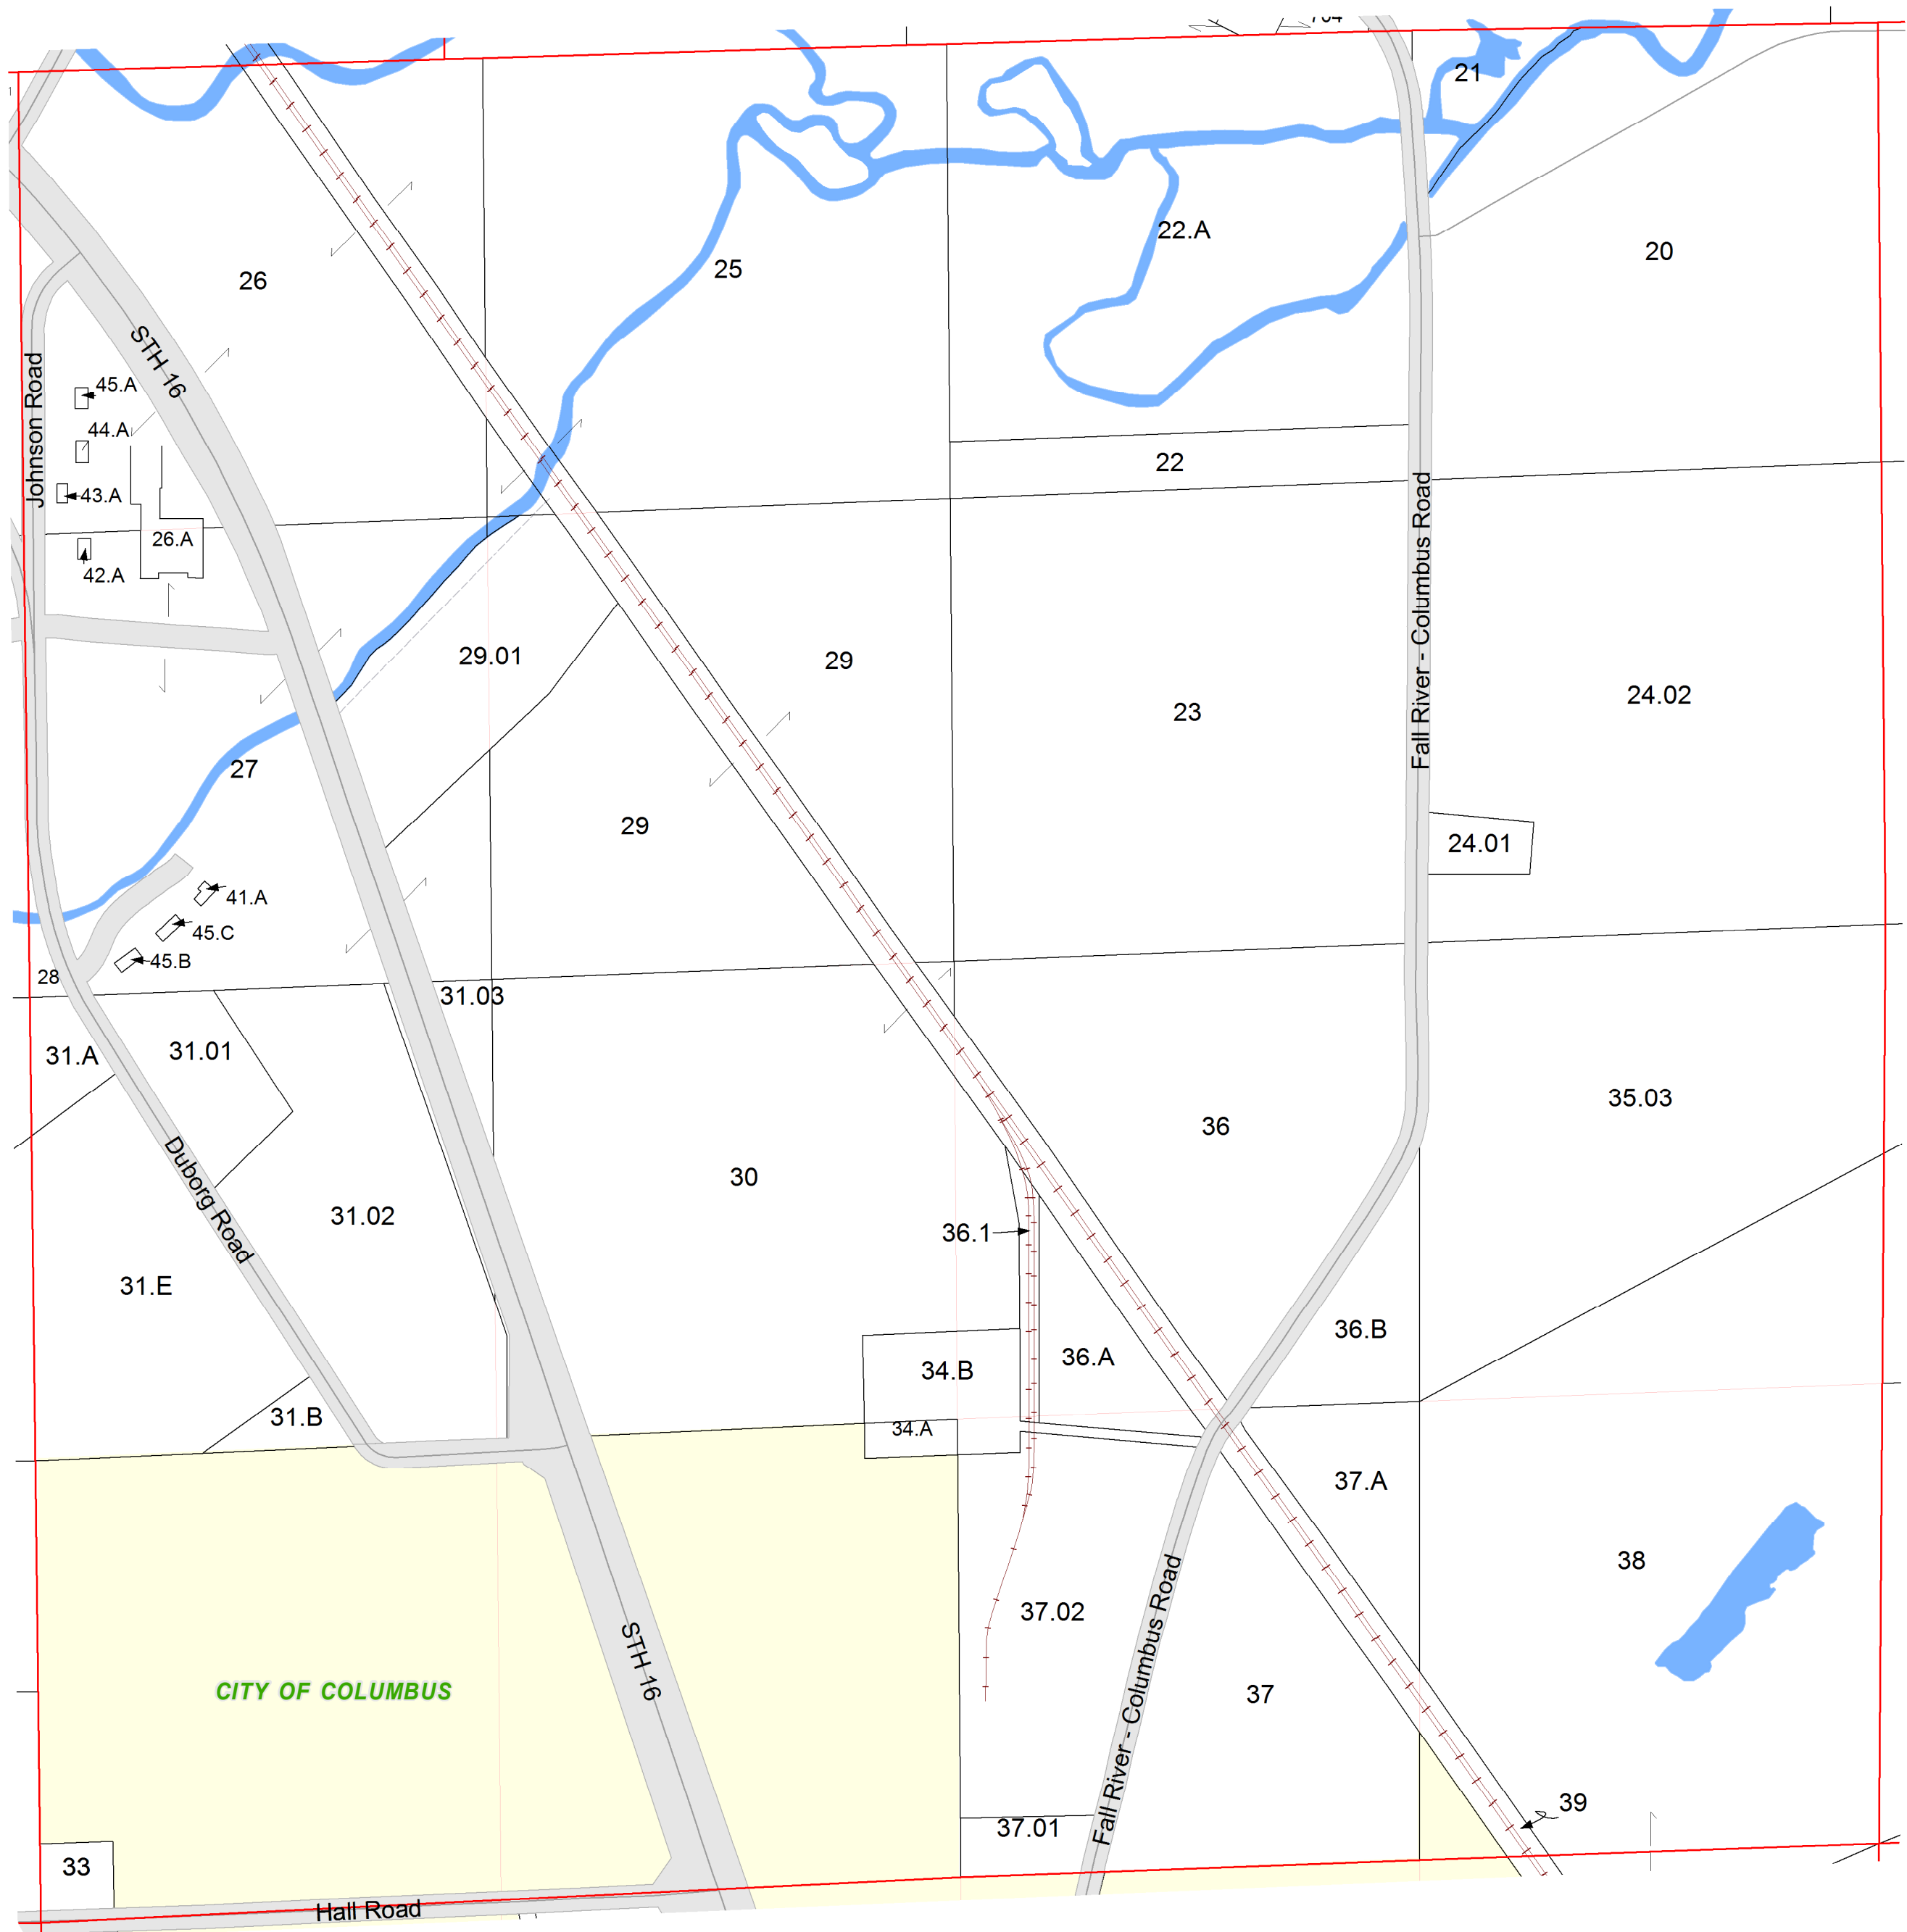 21
22.A
20
25
26
STH 16
Johnson Road
45.A
44.A
43.A
26.A
42.A
22
Fall River - Columbus Road
29.01
29
23
24.02
27
29
24.01
41.A
45.C
45.B
28
31.03
31.A
31.01
35.03
36
Duborg Road
30
31.02
36.1
31.E
36.B
36.A
34.B
31.B
34.A
37.A
38
37.02
Fall River - Columbus Road
STH 16
CITY OF COLUMBUS
37
39
37.01
33
Hall Road